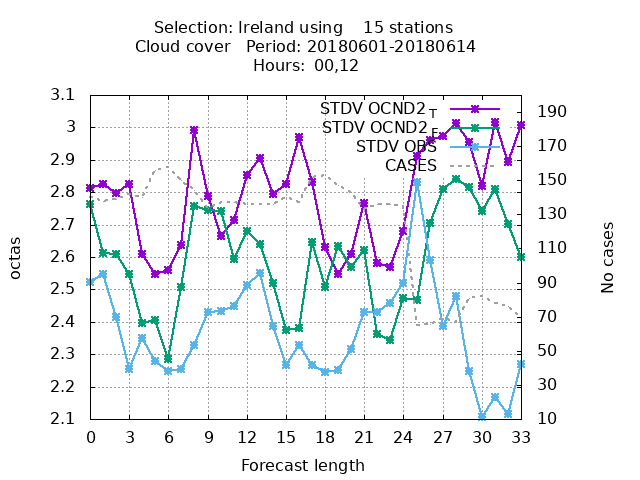 Selection: Ireland using    15 stations
Cloud cover   Period: 20180601-20180614
Hours:  00,12
STDV OCND2 T
STDV OCND2 F
STDV OBS
CASES
octas
3.1
3
2.9
2.8
2.7
2.6
2.5
2.4
2.3
2.2
2.1
190
170
150
130
110
90
70
50
30
10
No cases
0 3 6 9 12 15 18 21 24 27 30 33
Forecast length